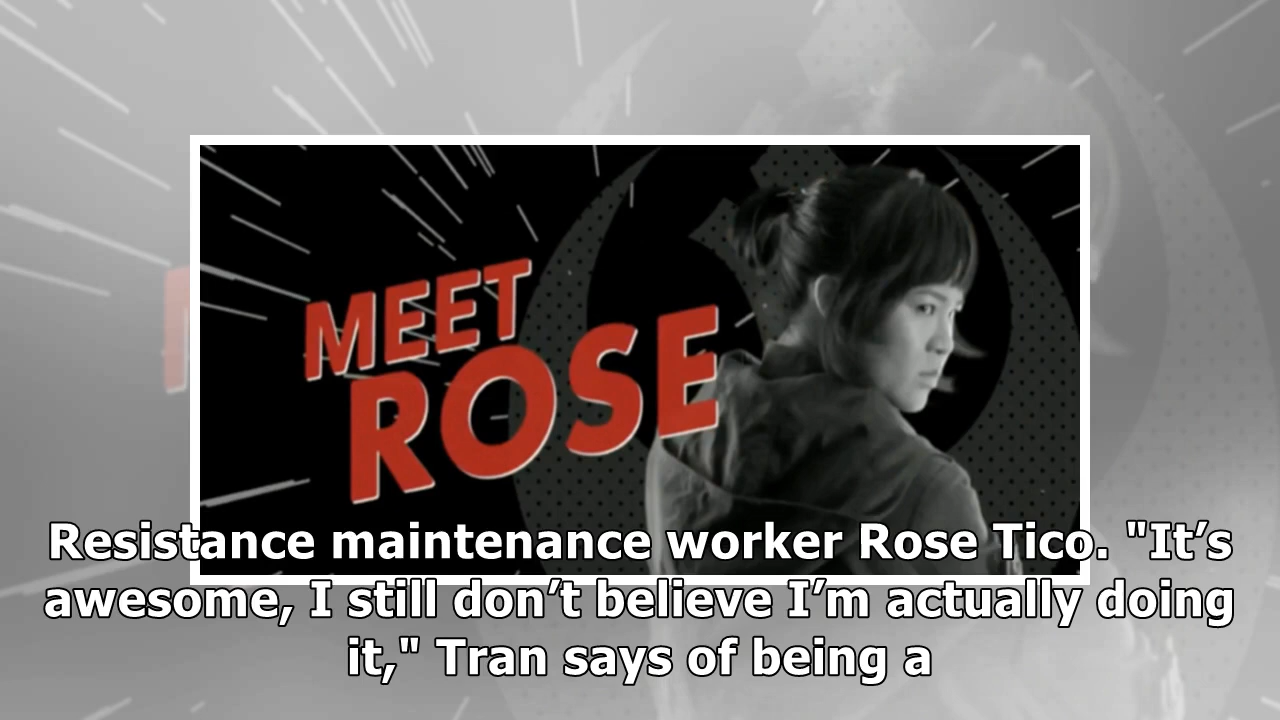 MEET
ROSE
Resistance maintenance worker Rose Tico. "It’s
awesome, I still don’t believe I’m actually doing
it," Tran says of being a